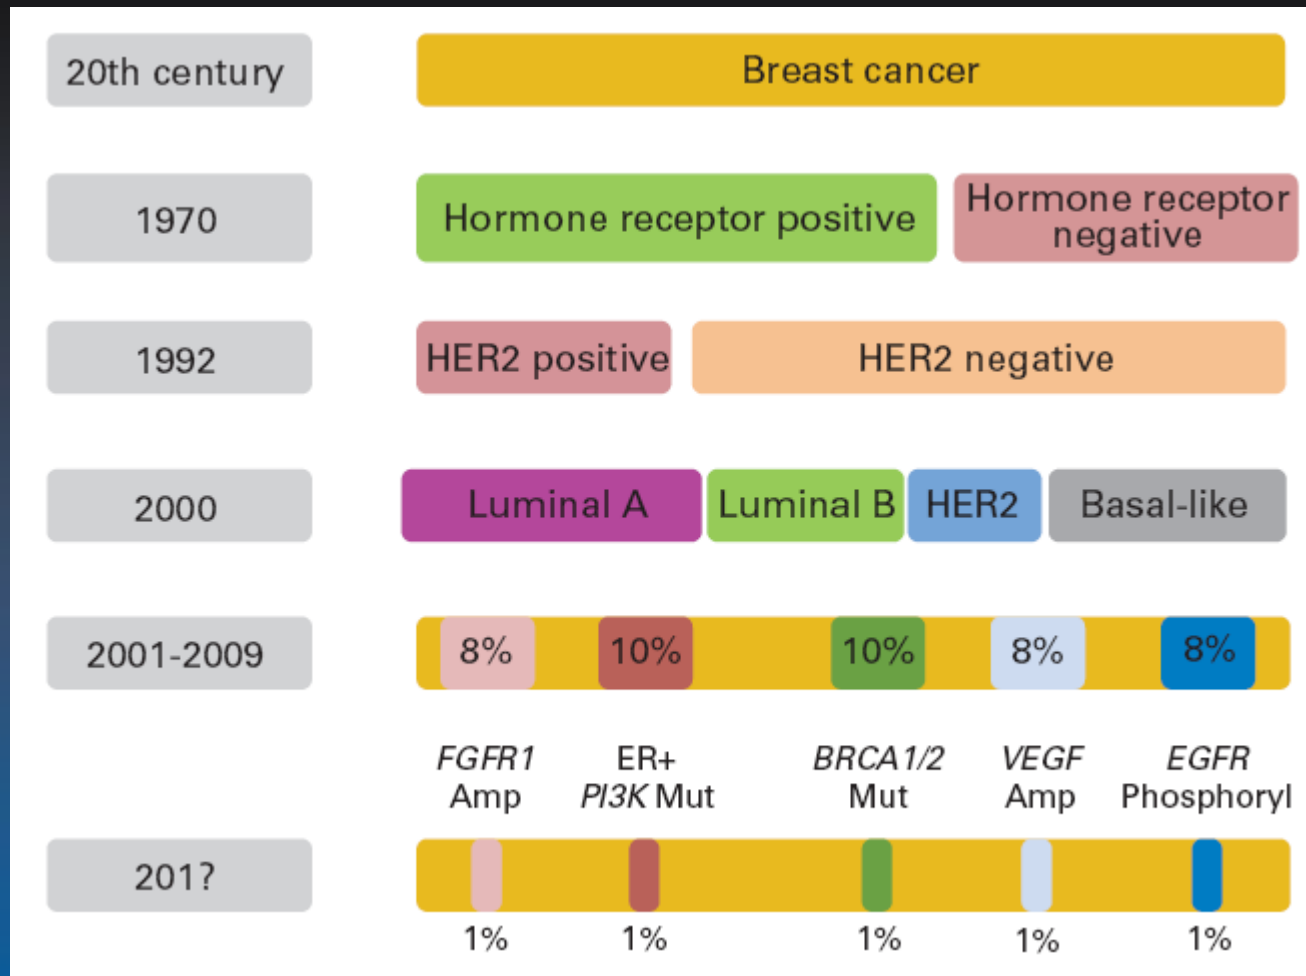 20th century
Breast cancer
1970
Hormone receptor positive
Hormone receptor
negative
1992
HER2 positive
HER2 negative
2000
Luminal A
Luminal B
HER2
Basal-like
2001-2009
8%
10%
10%
8%
8%
FGFR1
Amp
ER+
PI3K Mut
BRCA1/2
Mut
VEGF
Amp
EGFR
Phosphoryl
201?
1%
1%
1%
1%
1%